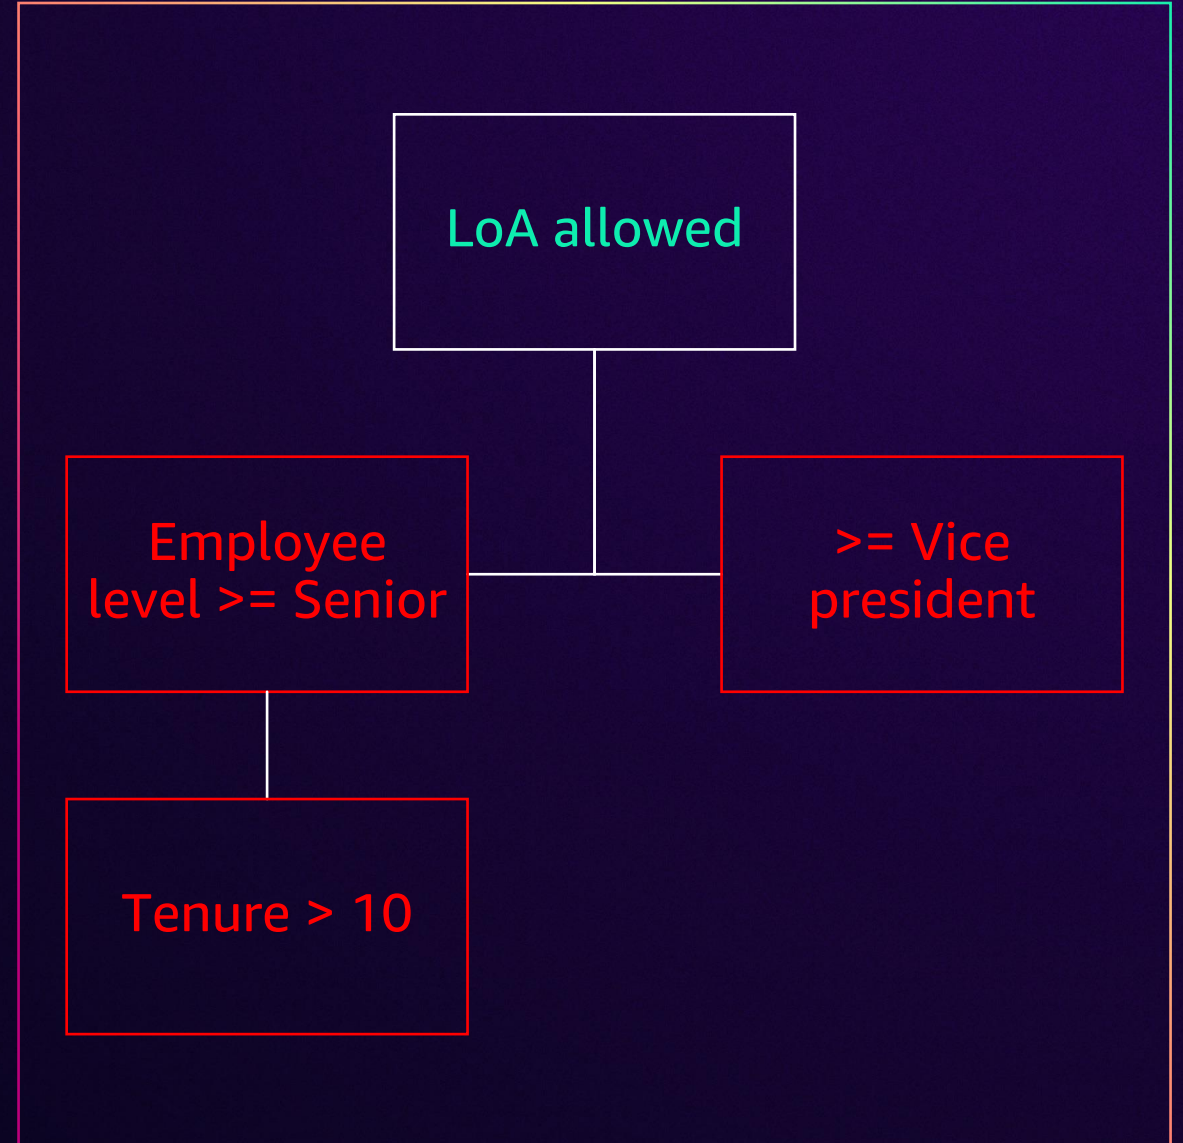 LoA allowed
Employee
level >= Senior
>= Vice
president
Tenure > 10